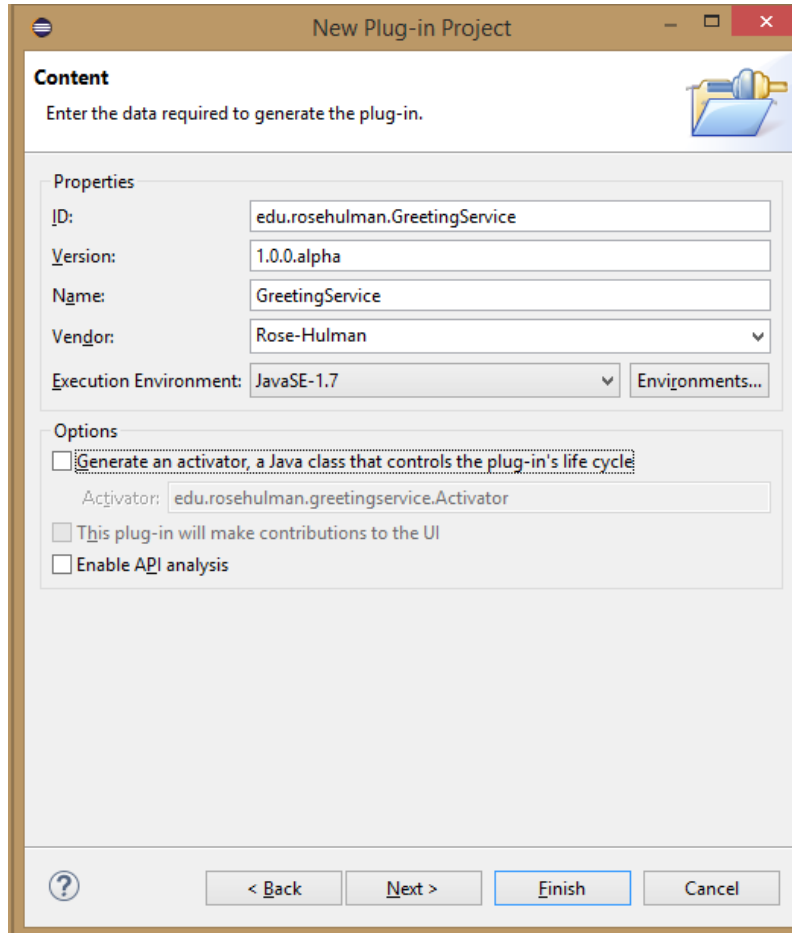 New Plug-in Project
Content
Enter the data required to generate the plug-in.
Properties
ID: edu.rosehulman.GreetingService
Version: 1.0.0.alpha
Name: GreetingService
Vendor: Rose-Hulman
Execution Environment: JavaSE-1.7 Environments...
Options
Generate an activator, a Java class that controls the plug-in's life cycle
Activator: edu.rosehulman.greetingservice.Activator
This plug-in will make contributions to the UI
Enable API analysis
? < Back Next > Finish Cancel